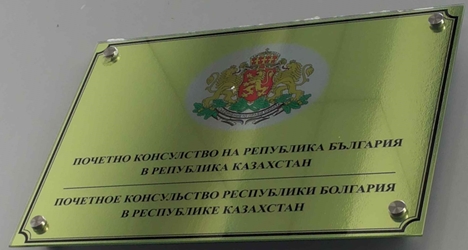 ПОЧЕТНО КОНСУЛСТВО НА РЕПУБЛИКА БЪЛГАРИЯ
В РЕПУБЛИКА КАЗАХСТАН
ПОЧЕТНОЕ КОНСУЛЬСТВО РЕСПУБЛИКИ БОЛГАРИЯ
В РЕСПУБЛИКЕ КАЗАХСТАН